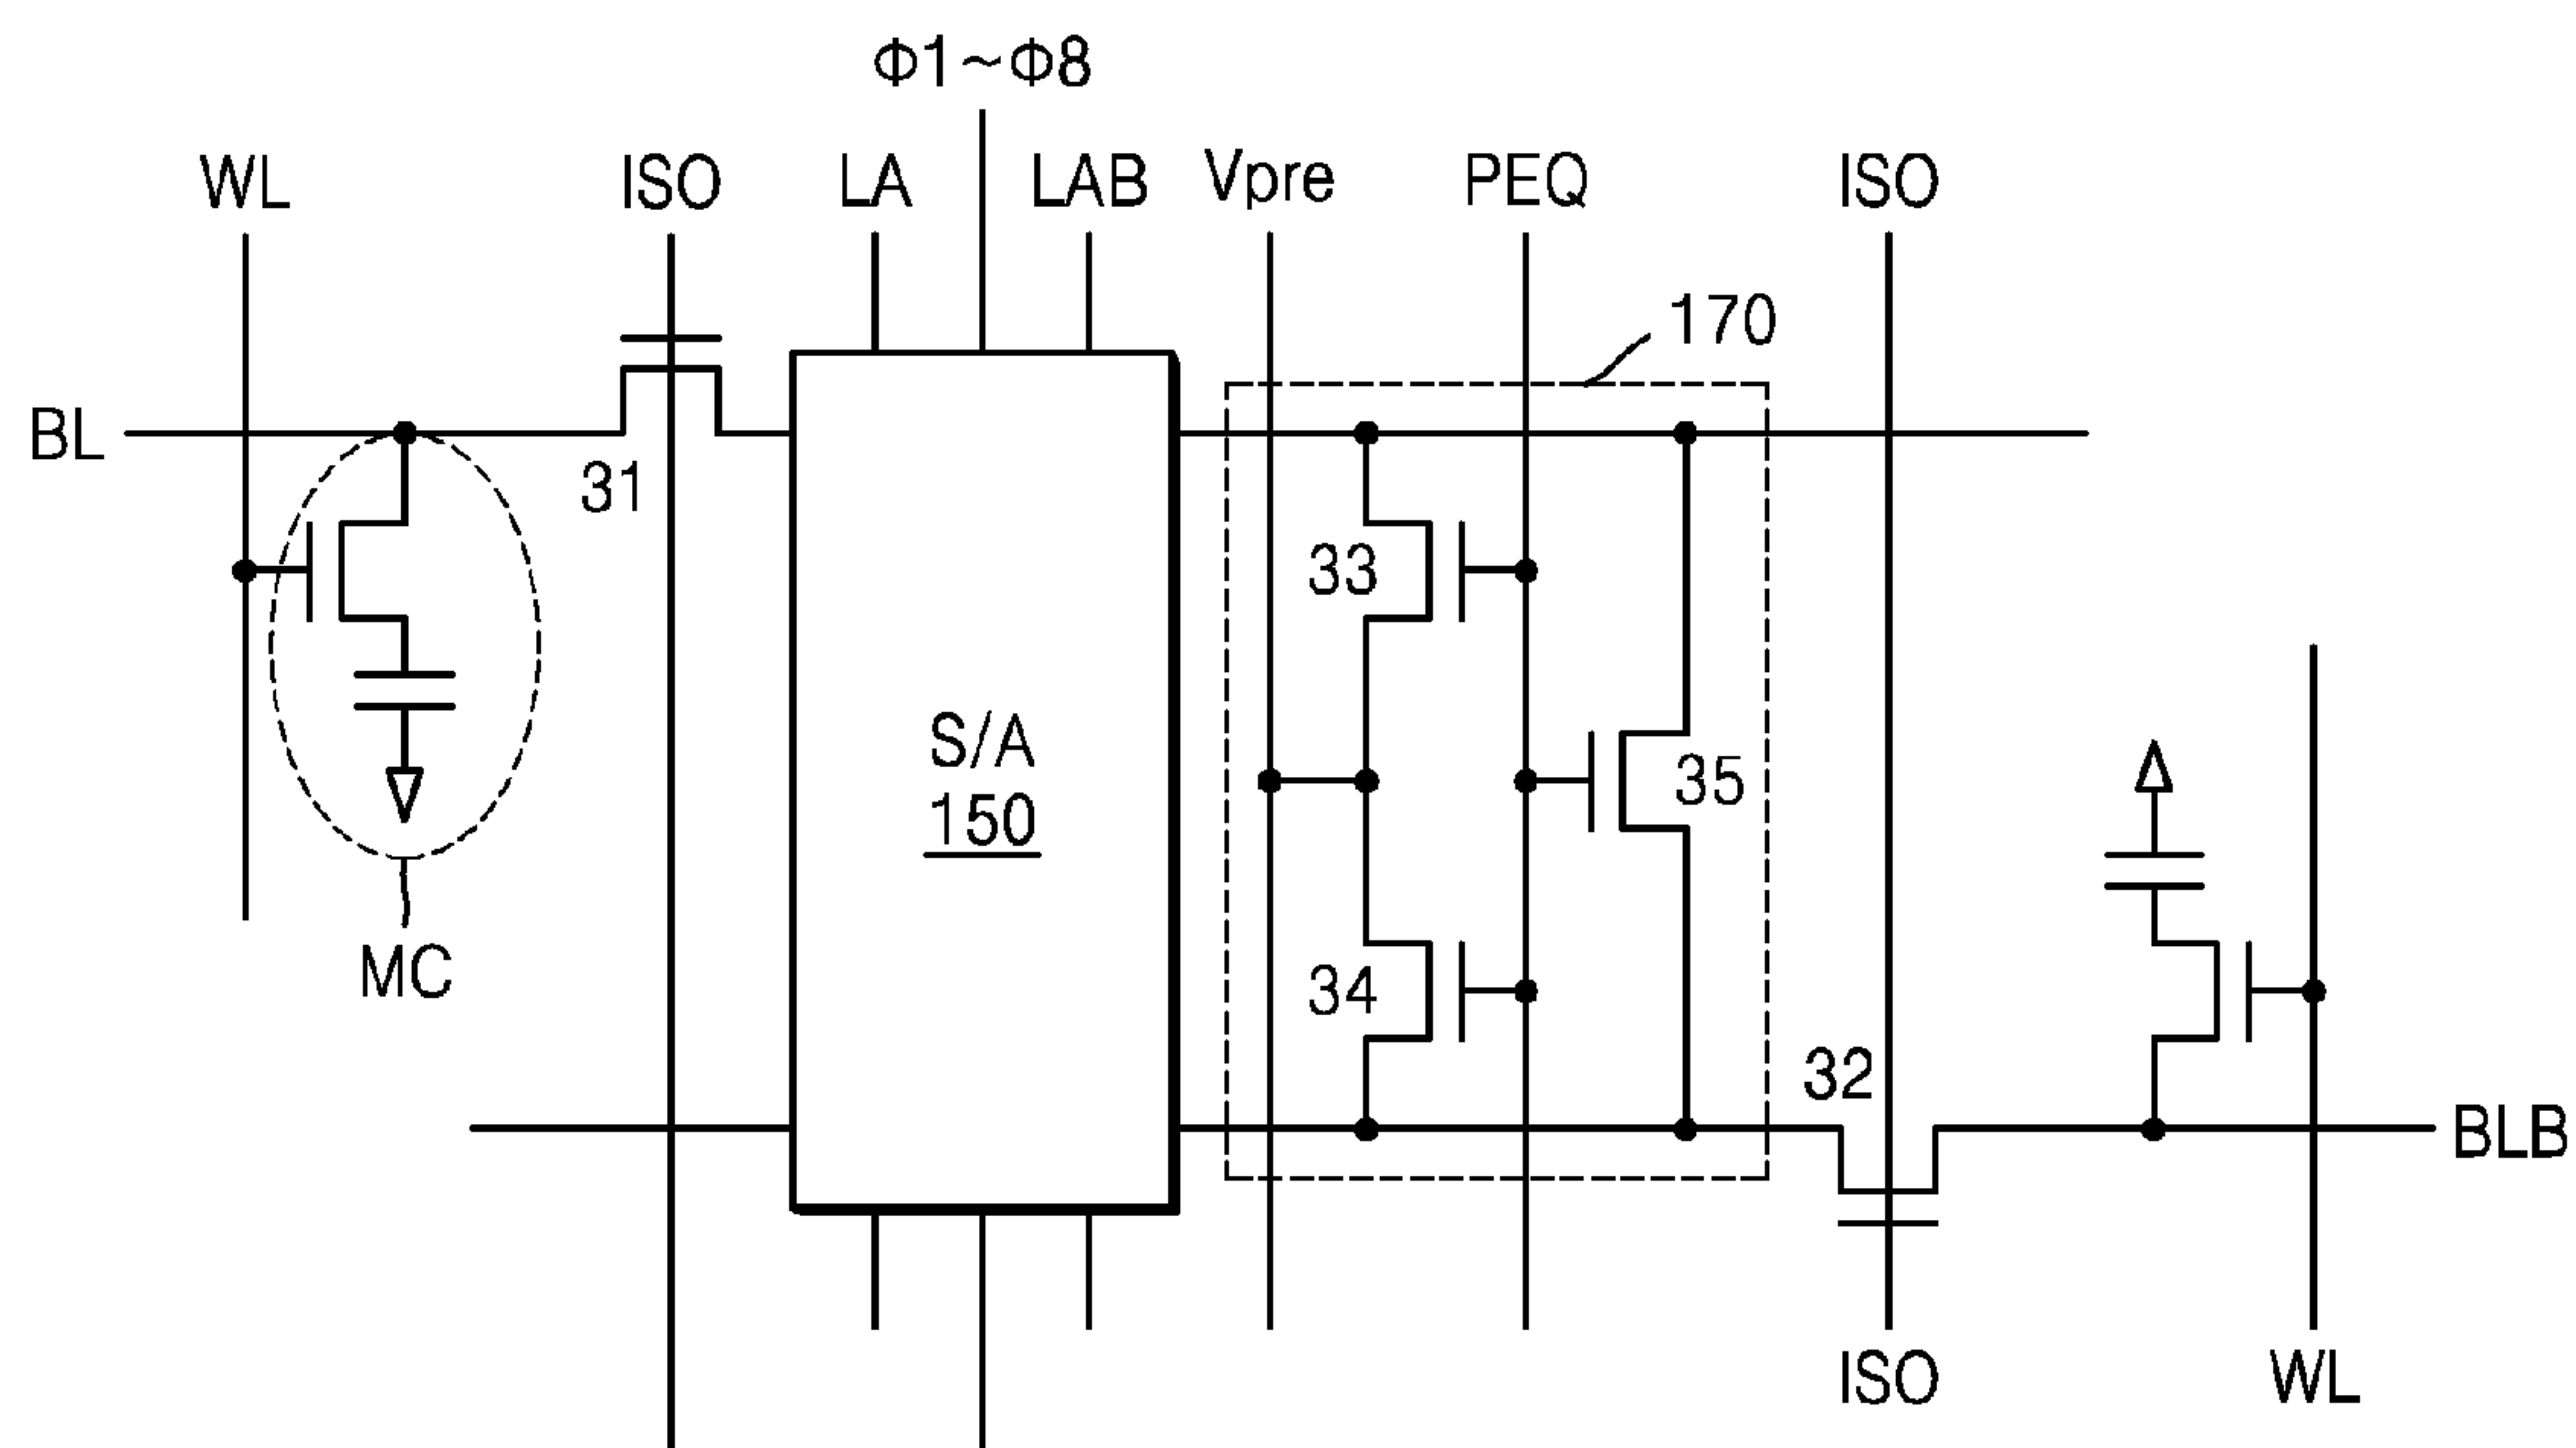 Φ1~Φ8
WL
ISO
LA
LAB
Vpre
PEQ
ISO
170
BL
31
33
S/A
150
35
MC
34
32
BLB
ISO
WL